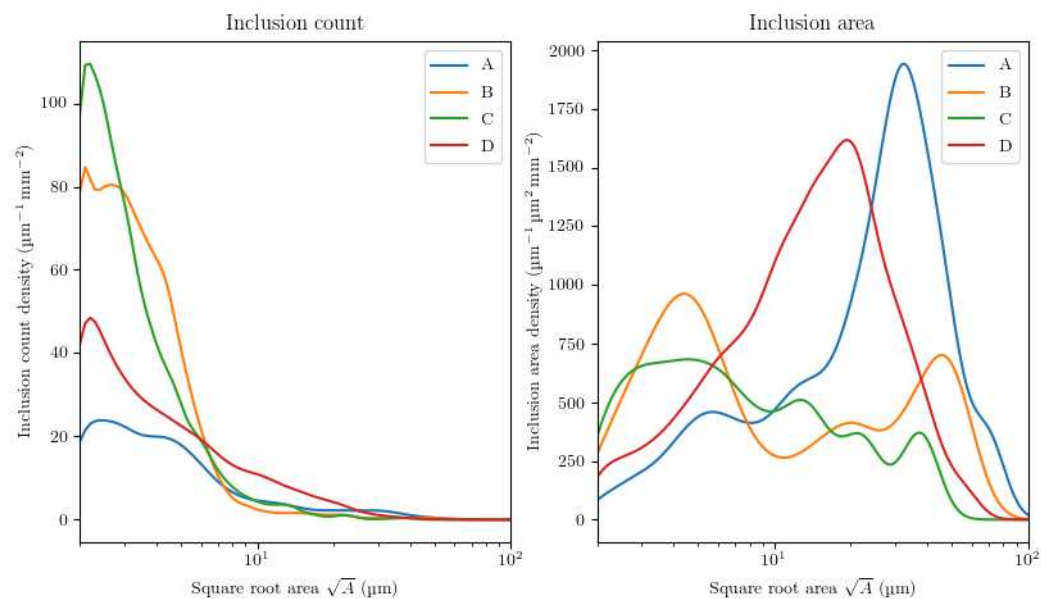 Inclusion count
Inclusion count density (µm⁻¹ mm⁻²)
100
80
60
40
20
0
A
B
C
D
10¹
10²
Square root area √A (µm)
Inclusion area
Inclusion area density (µm⁻¹ µm² mm⁻²)
2000
1750
1500
1250
1000
750
500
250
0
A
B
C
D
10¹
10²
Square root area √A (µm)